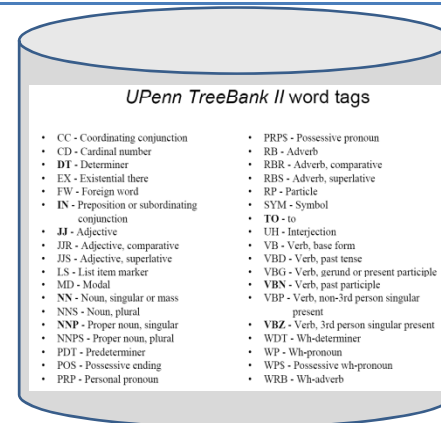 UPenn TreeBank II word tags
• CC - Coordinating conjunction
• CD - Cardinal number
• DT - Determiner
• EX - Existential there
• FW - Foreign word
• IN - Preposition or subordinating
conjunction
• JJ - Adjective
• JJR - Adjective, comparative
• JJS - Adjective, superlative
• LS - List item marker
• MD - Modal
• NN - Noun, singular or mass
• NNS - Noun, plural
• NNP - Proper noun, singular
• NNPS - Proper noun, plural
• PDT - Predeterminer
• POS - Possessive ending
• PRP - Personal pronoun
• PRPS - Possessive pronoun
• RB - Adverb
• RBR - Adverb, comparative
• RBS - Adverb, superlative
• RP - Particle
• SYM - Symbol
• TO - to
• UH - Interjection
• VB - Verb, base form
• VBD - Verb, past tense
• VBG - Verb, gerund or present participle
• VBN - Verb, past participle
• VBP - Verb, non-3rd person singular
present
• VBZ - Verb, 3rd person singular present
• WDT - Wh-determiner
• WP - Wh-pronoun
• WPS - Possessive wh-pronoun
• WRB - Wh-adverb